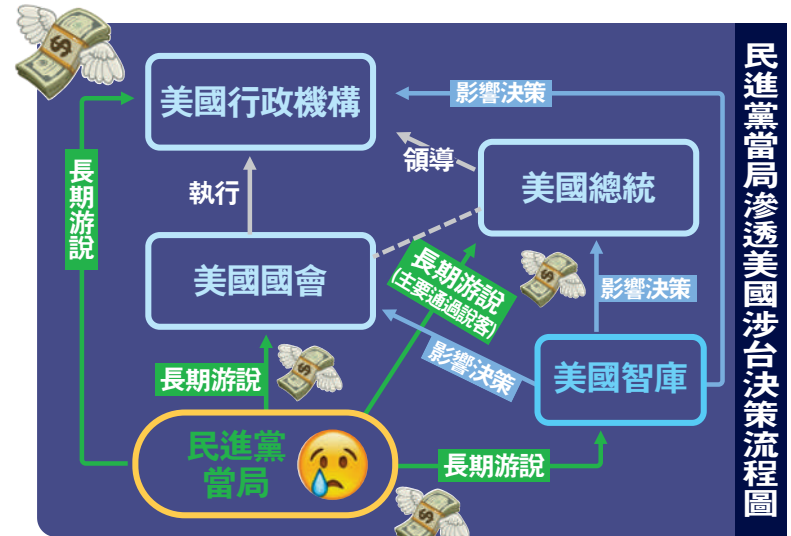 民進黨當局滲透美國涉台決策流程圖
美國行政機構
影響決策
長期游說
執行
領導
美國總統
美國國會
長期游說
(主要通過說客)
影響決策
影響決策
美國智庫
長期游說
民進黨
當局
長期游說